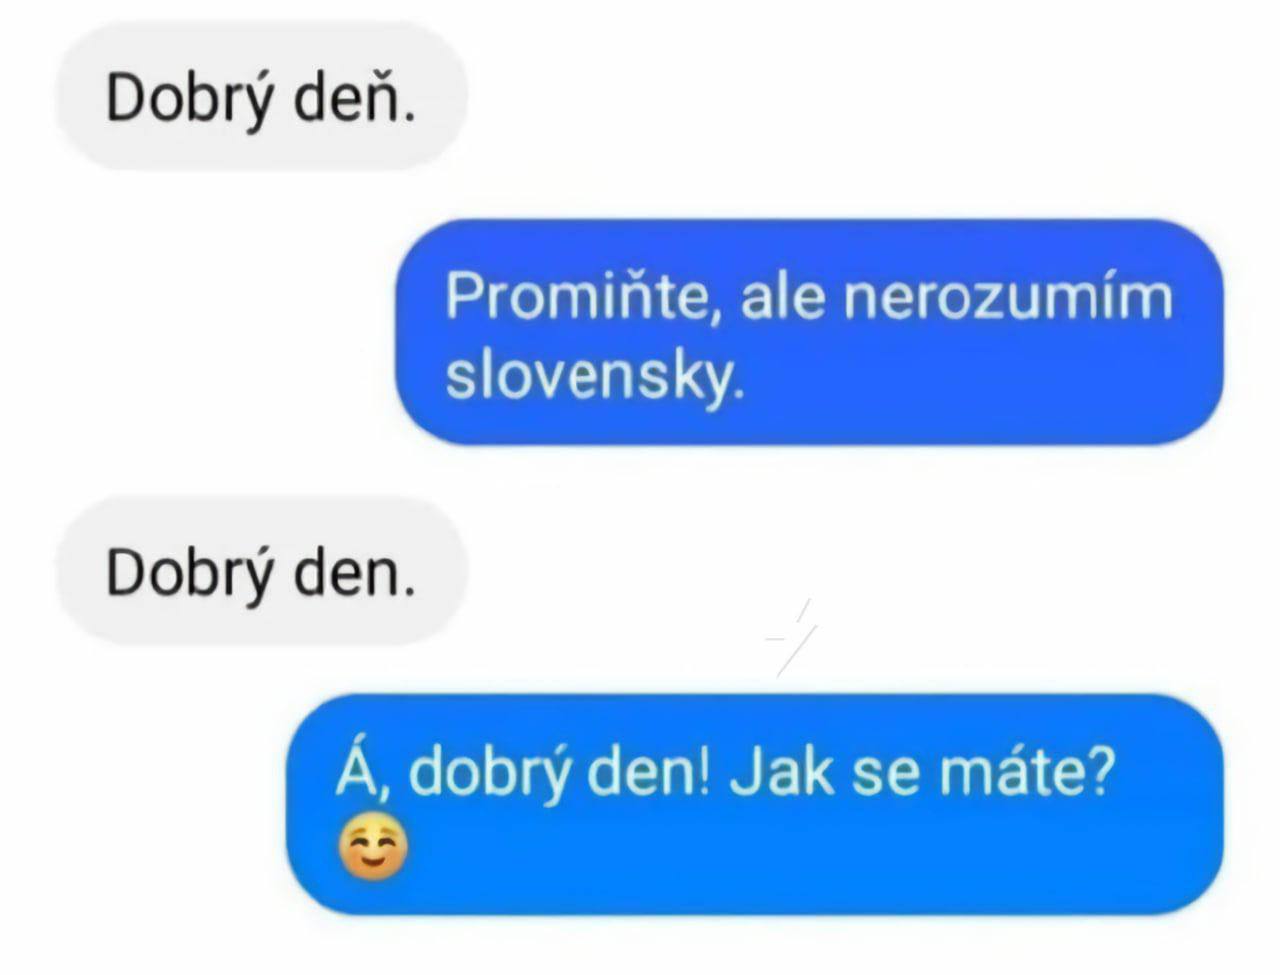 Dobrý deň.
Promiňte, ale nerozumím
slovensky.
Dobrý den.
Á, dobrý den! Jak se máte?
😊